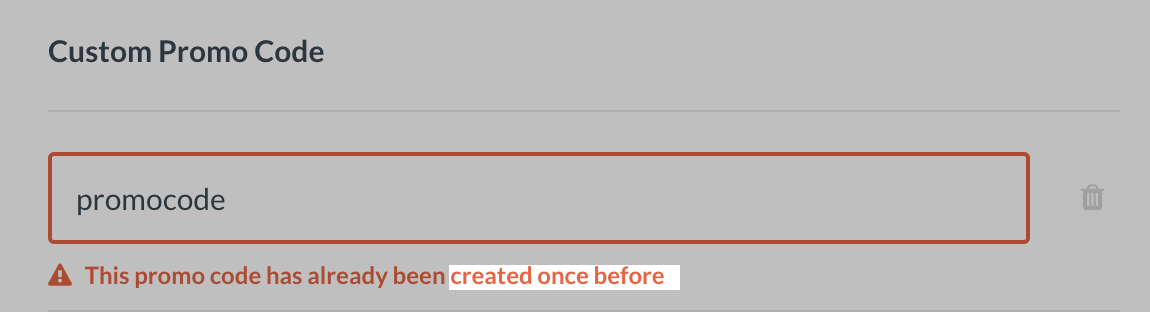 Custom Promo Code
promocode
This promo code has already been created once before